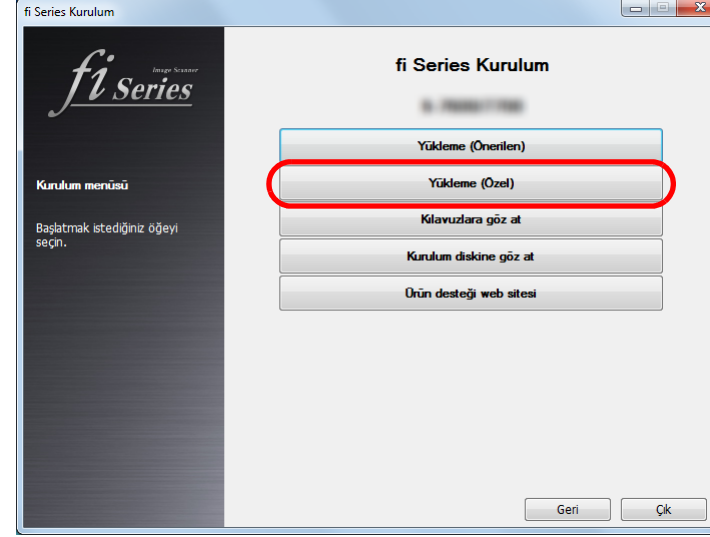 fi Series Kurulum
fi Series
Image Scanner
Kurulum menüsü
Başlatmak istediğiniz öğeyi
seçin.
fi Series Kurulum
Yükleme (Önerilen)
Yükleme (Özel)
Kılavuzlara göz at
Kurulum diskine göz at
Ürün desteği web sitesi
Geri
Çık